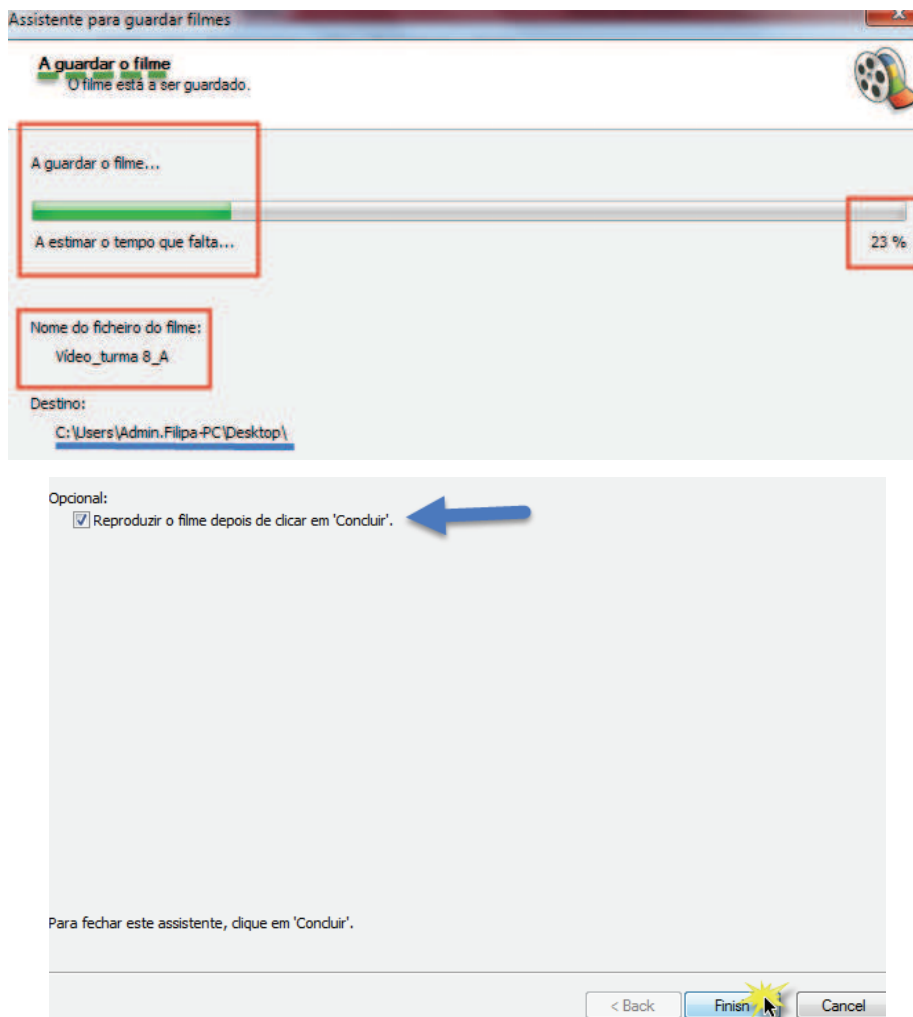 Assistente para guardar filmes
A guardar o filme
O filme está a ser guardado.
A guardar o filme...
A estimar o tempo que falta...
23 %
Nome do ficheiro do filme:
Vídeo_turma 8_A
Destino:
C:\Users\Admin.Filipa-PC\Desktop\
Opcional:
Reproduzir o filme depois de clicar em 'Concluir'.
Para fechar este assistente, clique em 'Concluir'.
< Back Finish Cancel